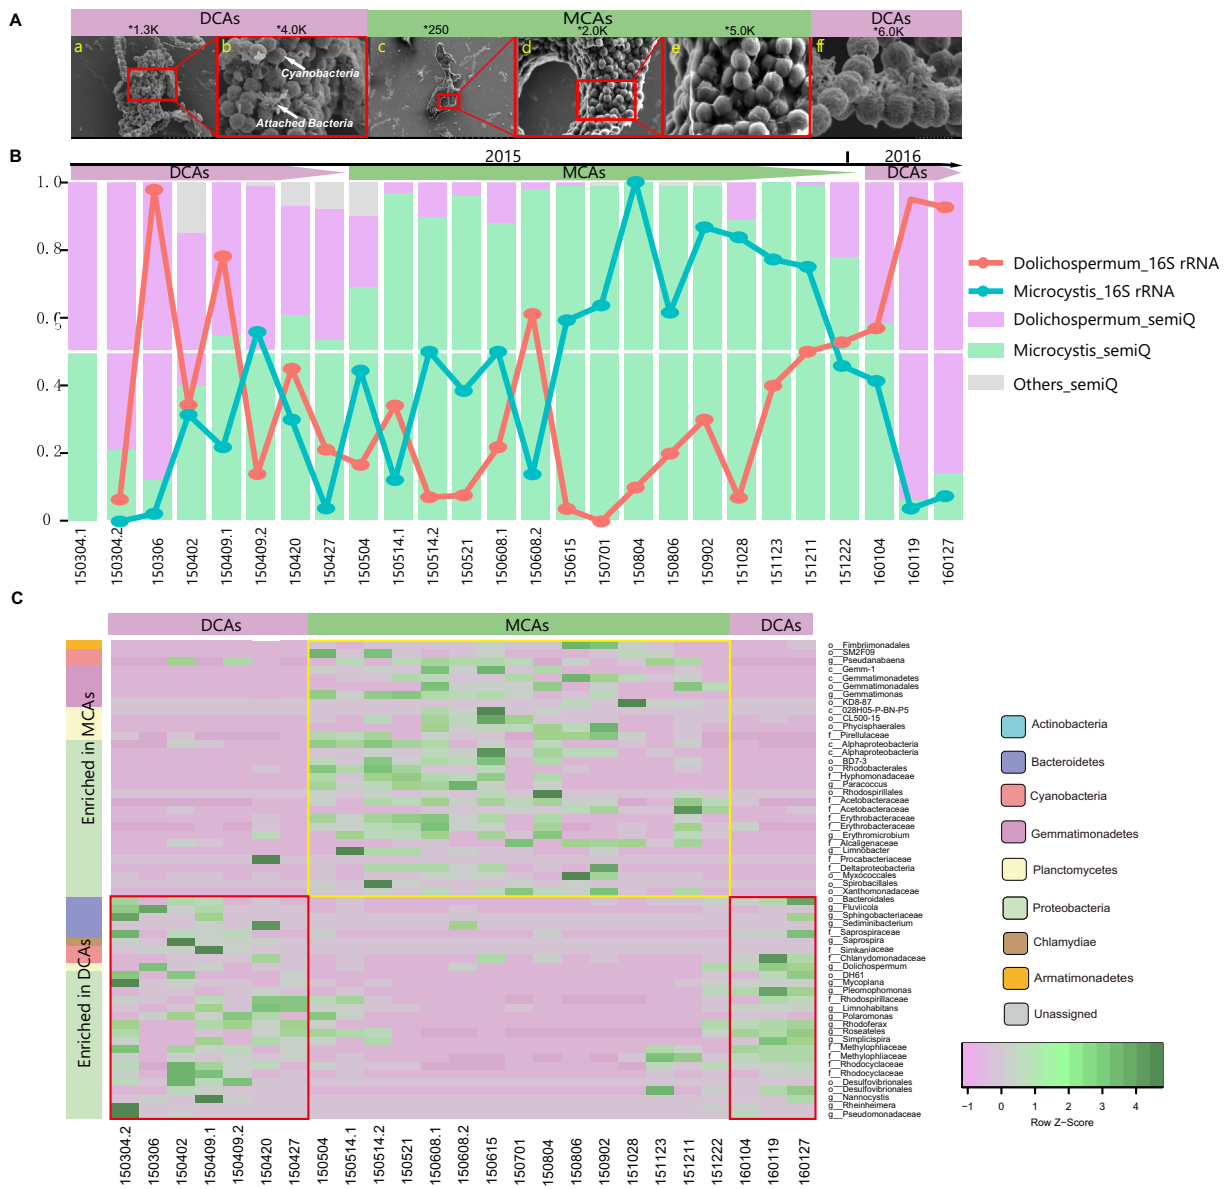 A
DCAs
MCAs
DCAs
*1.3K
*4.0K
*250
*2.0K
*5.0K
*6.0K
a
b
c
d
e
f
Cyanobacteria
Attached Bacteria
B
2015
2016
DCAs
MCAs
DCAs
1.0
0.8
0.6
0.4
0.2
0
Dolichospermum_16S rRNA
Microcystis_16S rRNA
Dolichospermum_semiQ
Microcystis_semiQ
Others_semiQ
150304.1
150304.2
150306
150402
150409.1
150409.2
150420
150427
150504
150514.1
150514.2
150521
150608.1
150608.2
150615
150701
150804
150806
150902
151028
151123
151211
151222
160104
160119
160127
C
DCAs
MCAs
DCAs
Enriched in MCAs
Enriched in DCAs
o__Fimbriimonadales
o__SM2F09
g__Pseudanabaena
c__Gemm-1
c__Gemmatimonadetes
o__Gemmatimonadales
g__Gemmatimonas
o__KD8-87
c__028H05-P-BN-P5
o__CL500-15
o__Phycisphaerales
f__Pirellulaceae
c__Alphaproteobacteria
c__Alphaproteobacteria
o__BD7-3
o__Rhodobacterales
f__Hyphomonadaceae
g__Paracoccus
o__Rhodospirillales
f__Acetobacteraceae
f__Acetobacteraceae
f__Erythrobacteraceae
f__Erythrobacteraceae
g__Erythromicrobium
f__Alcaligenaceae
g__Limnobacter
f__Procabacteriaceae
f__Deltaproteobacteria
o__Myxococcales
o__Spirobacillales
o__Xanthomonadaceae
o__Bacteroidales
g__Fluviicola
g__Sphingobacteriaceae
g__Sediminibacterium
f__Saprospiraceae
g__Saprospira
f__Simkaniaceae
f__Chlanydomonadaceae
g__Dolichospermum
o__DH61
g__Mycoplana
g__Pleomophomonas
f__Rhodospirillaceae
g__Limnohabitans
g__Polaromonas
g__Rhodoferax
g__Roseateles
g__Simplicispira
f__Methylophliaceae
f__Methylophliaceae
f__Rhodocyclaceae
f__Rhodocyclaceae
o__Desulfovibrionales
o__Desulfovibrionales
g__Nannocystis
g__Rheinheimera
g__Pseudomonadaceae
Actinobacteria
Bacteroidetes
Cyanobacteria
Gemmatimonadetes
Planctomycetes
Proteobacteria
Chlamydiae
Armatimonadetes
Unassigned
−1 0 1 2 3 4
Row Z−Score
150304.2
150306
150402
150409.1
150409.2
150420
150427
150504
150514.1
150514.2
150521
150608.1
150608.2
150615
150701
150804
150806
150902
151028
151123
151211
151222
160104
160119
160127